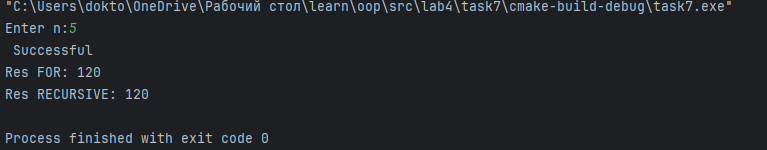 "C:\Users\dokto\OneDrive\Рабочий стол\learn\oop\src\lab4\task7\cmake-build-debug\task7.exe"
Enter n:5
 Successful
Res FOR: 120
Res RECURSIVE: 120

Process finished with exit code 0